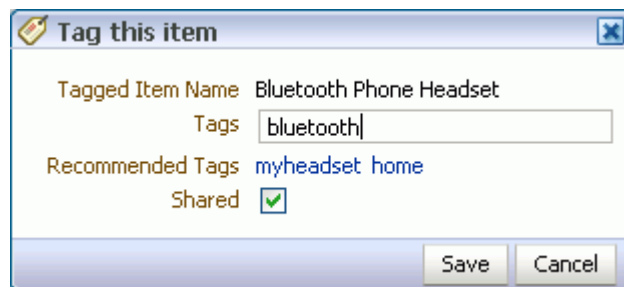 Tag this item
Tagged Item Name Bluetooth Phone Headset
Tags bluetooth
Recommended Tags myheadset home
Shared
Save Cancel